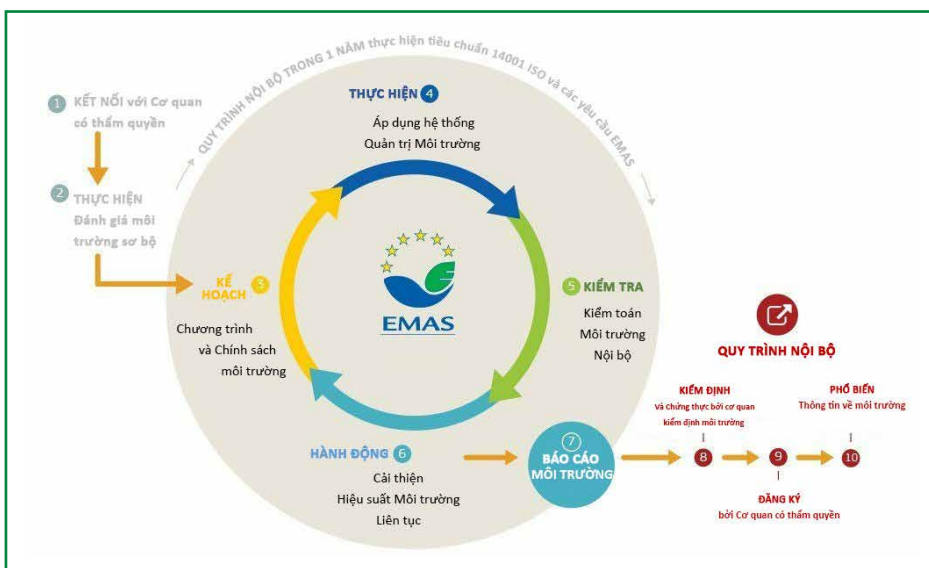 QUY TRÌNH NỘI BỘ TRONG 1 NĂM thực hiện tiêu chuẩn 14001 ISO và các yêu cầu EMAS
1 KẾT NỐI với Cơ quan
có thẩm quyền
2 THỰC HIỆN
Đánh giá môi
trường sơ bộ
KẾ
HOẠCH 3
Chương trình
và Chính sách
môi trường
THỰC HIỆN 4
Áp dụng hệ thống
Quản trị Môi trường
EMAS
5 KIỂM TRA
Kiểm toán
Môi trường
Nội bộ
HÀNH ĐỘNG 6
Cải thiện
Hiệu suất Môi trường
Liên tục
7
BÁO CÁO
MÔI TRƯỜNG
QUY TRÌNH NỘI BỘ
KIỂM ĐỊNH
Và Chứng thực bởi cơ quan
kiểm định môi trường
8
9
ĐĂNG KÝ
bởi Cơ quan có thẩm quyền
PHỔ BIẾN
Thông tin về môi trường
10